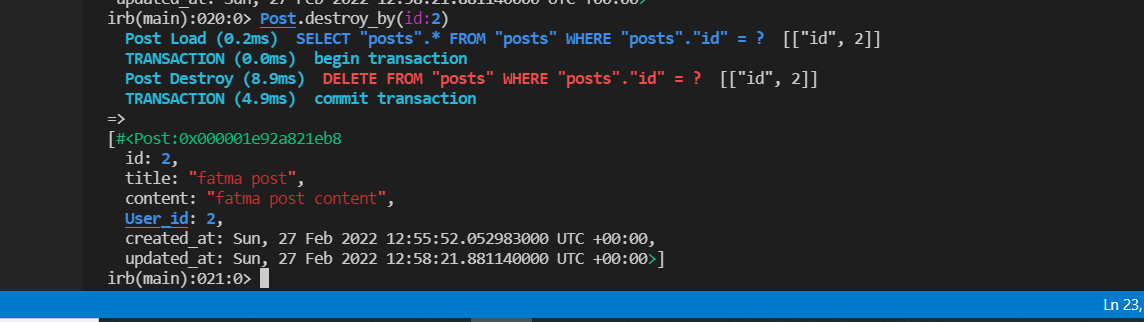 updated_at: Sun, 27 Feb 2022 12:58:21.881140000 UTC +00:00>
irb(main):020:0> Post.destroy_by(id:2)
Post Load (0.2ms)  SELECT "posts".* FROM "posts" WHERE "posts"."id" = ?  [["id", 2]]
TRANSACTION (0.0ms)  begin transaction
Post Destroy (8.9ms)  DELETE FROM "posts" WHERE "posts"."id" = ?  [["id", 2]]
TRANSACTION (4.9ms)  commit transaction
=>
[#<Post:0x000001e92a821eb8
id: 2,
title: "fatma post",
content: "fatma post content",
User_id: 2,
created_at: Sun, 27 Feb 2022 12:55:52.052983000 UTC +00:00,
updated_at: Sun, 27 Feb 2022 12:58:21.881140000 UTC +00:00>]
irb(main):021:0>
Ln 23,